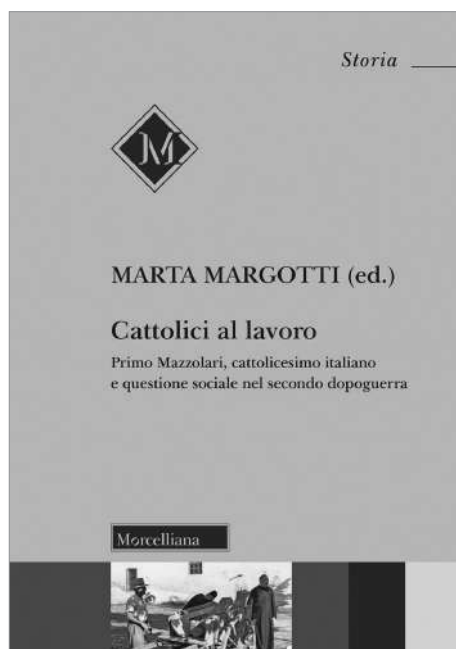 Storia
M
MARTA MARGOTTI (ed.)
Cattolici al lavoro
Primo Mazzolari, cattolicesimo italiano
e questione sociale nel secondo dopoguerra
Morcelliana